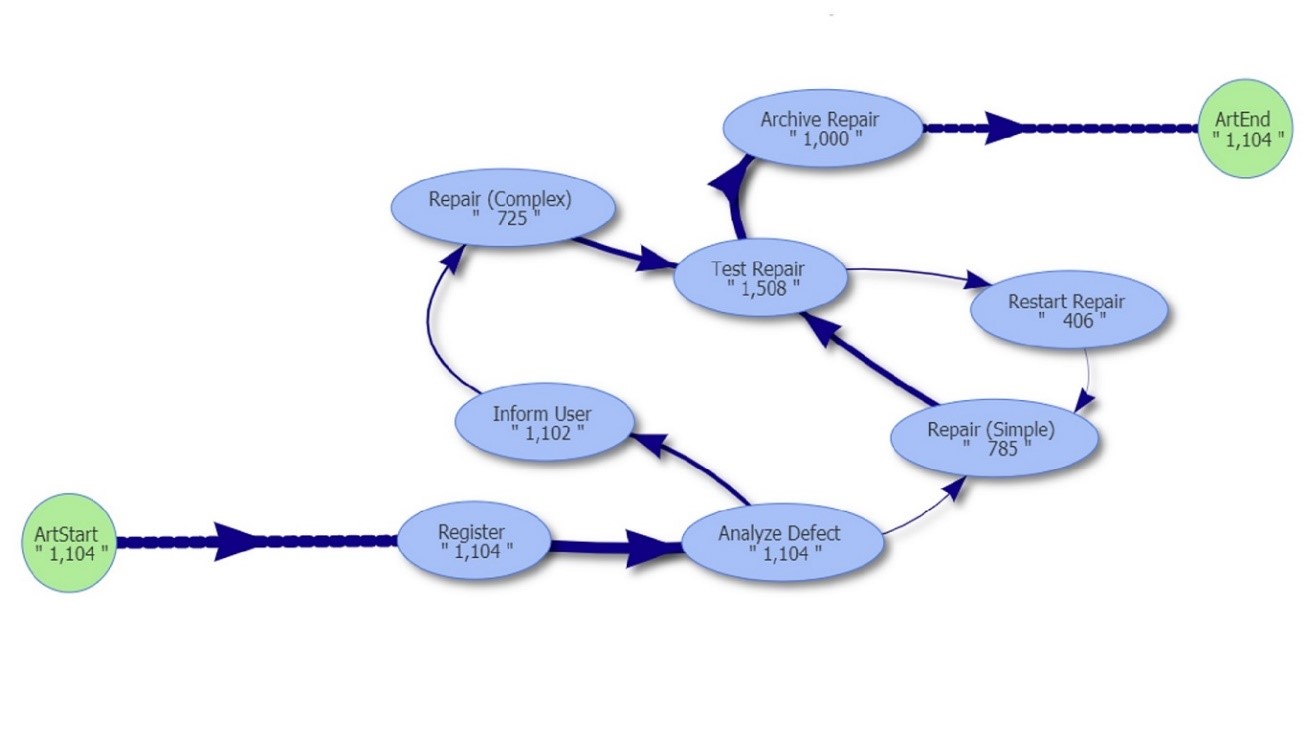 Archive Repair
" 1,000 "
ArtEnd
" 1,104 "
Repair (Complex)
" 725 "
Test Repair
" 1,508 "
Restart Repair
" 406 "
Inform User
" 1,102 "
Repair (Simple)
" 785 "
ArtStart
" 1,104 "
Register
" 1,104 "
Analyze Defect
" 1,104 "